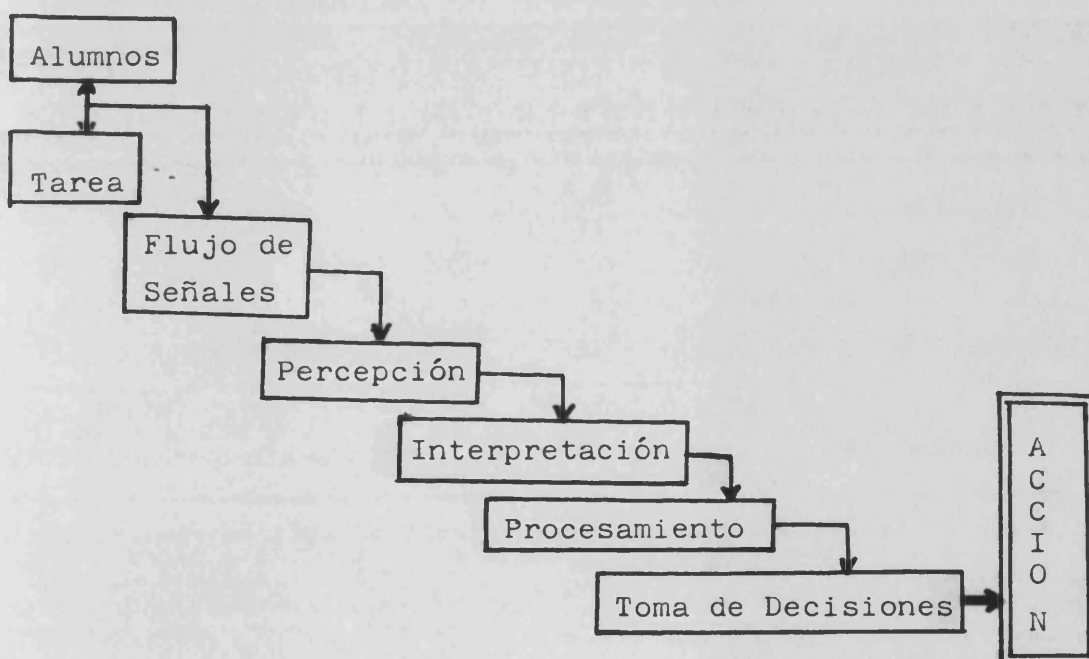 Alumnos
Tarea
Flujo de
Señales
Percepción
Interpretación
Procesamiento
Toma de Decisiones
A
C
C
I
O
N